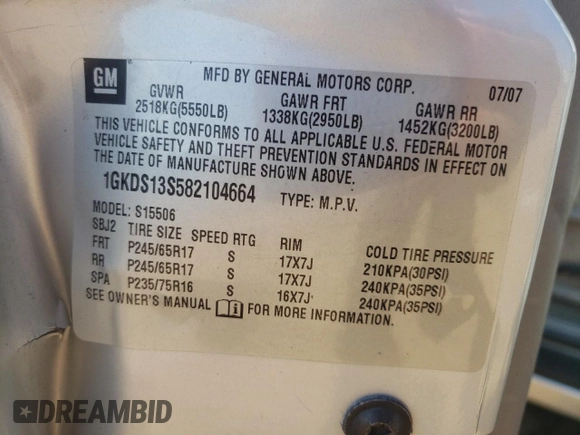 GM
MFD BY GENERAL MOTORS CORP. 07/07
GVWR GAWR FRT GAWR RR
2518KG(5550LB) 1338KG(2950LB) 1452KG(3200LB)
THIS VEHICLE CONFORMS TO ALL APPLICABLE U.S. FEDERAL MOTOR
VEHICLE SAFETY AND THEFT PREVENTION STANDARDS IN EFFECT ON
THE DATE OF MANUFACTURE SHOWN ABOVE.
1GKDS13S582104664 TYPE: M.P.V.
MODEL: S15506
SBJ2 TIRE SIZE SPEED RTG RIM COLD TIRE PRESSURE
FRT P245/65R17 S 17X7J 210KPA(30PSI)
RR P245/65R17 S 17X7J 240KPA(35PSI)
SPA P235/75R16 S 16X7J 240KPA(35PSI)
SEE OWNER'S MANUAL FOR MORE INFORMATION.
DREAMBID